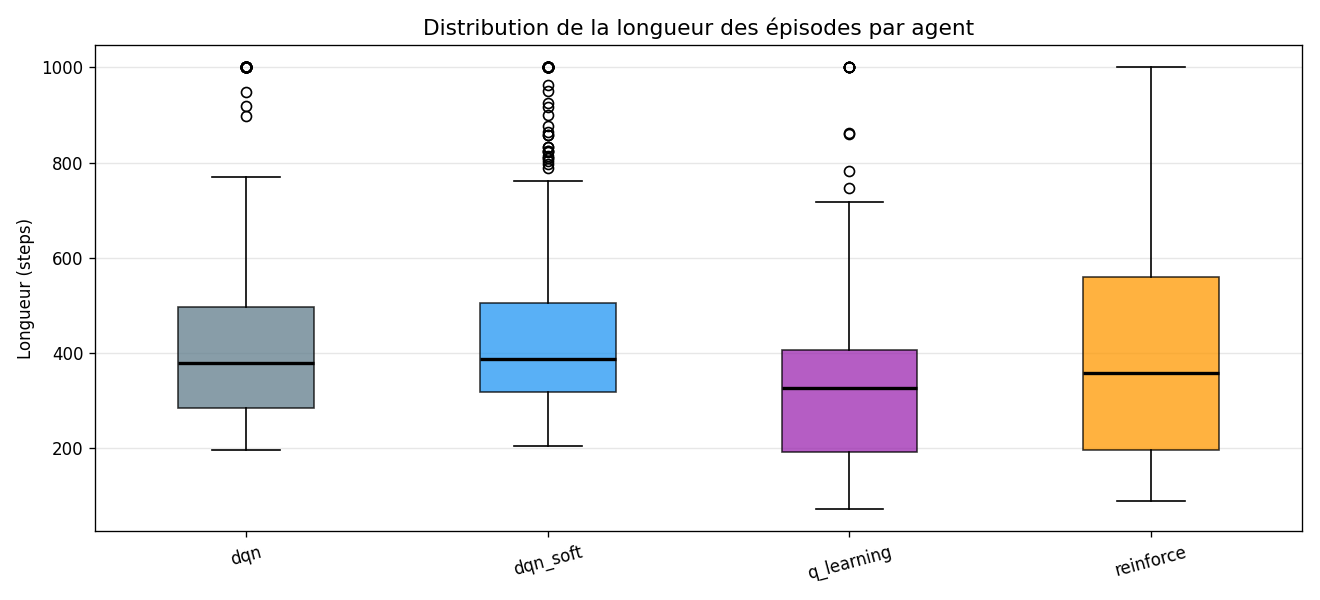 Distribution de la longueur des épisodes par agent
Longueur (steps)
1000
800
600
400
200
dqn
dqn_soft
q_learning
reinforce